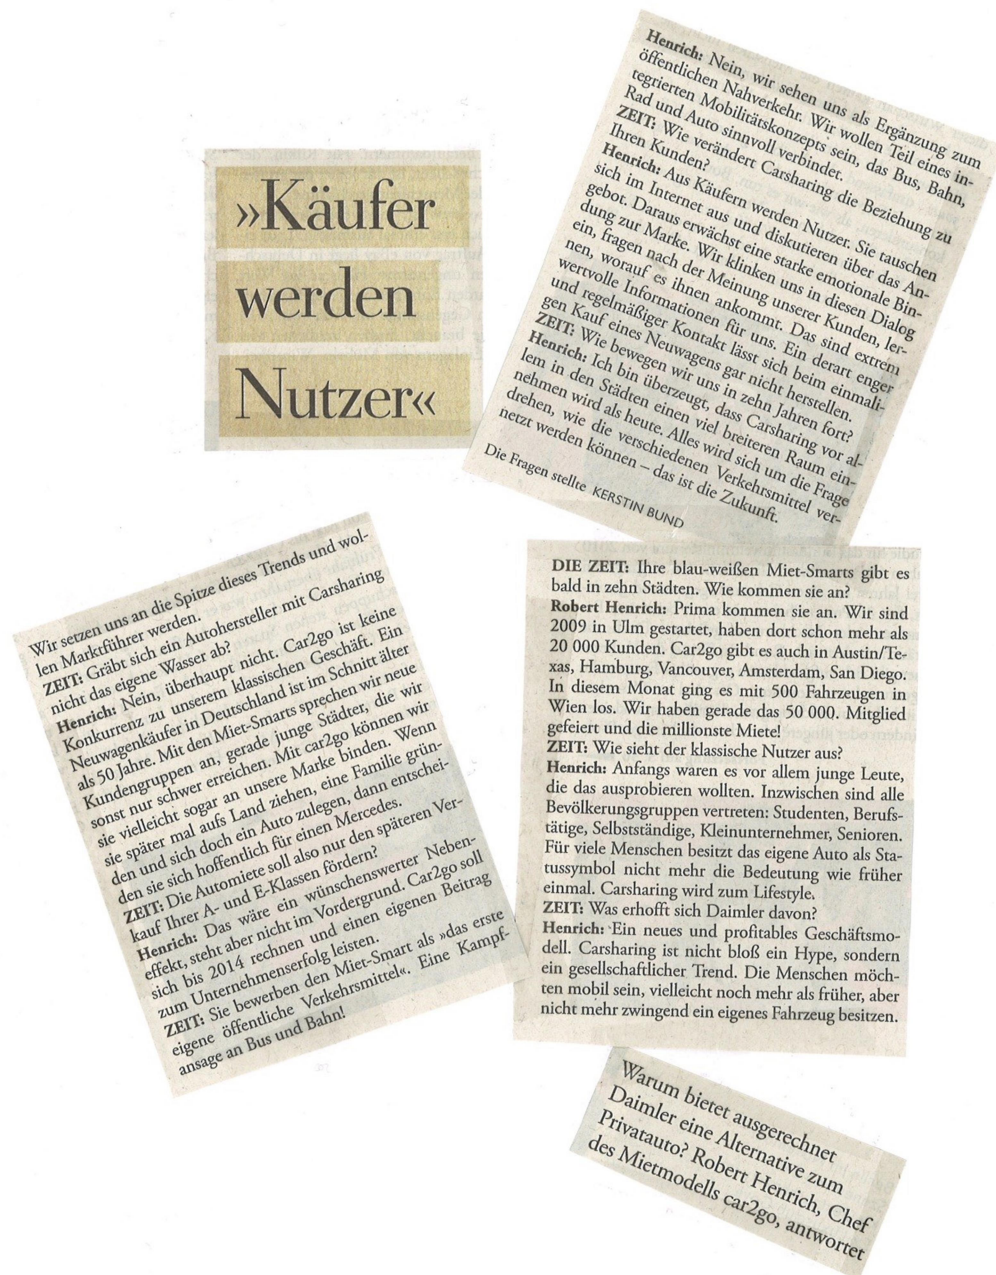 »Käufer
werden
Nutzer«
Warum bietet ausgerechnet
Daimler eine Alternative zum
Privatauto? Robert Henrich, Chef
des Mietmodells car2go, antwortet
DIE ZEIT: Ihre blau-weißen Miet-Smarts gibt es
bald in zehn Städten. Wie kommen sie an?
Robert Henrich: Prima kommen sie an. Wir sind
2009 in Ulm gestartet, haben dort schon mehr als
20 000 Kunden. Car2go gibt es auch in Austin/Te-
xas, Hamburg, Vancouver, Amsterdam, San Diego.
In diesem Monat ging es mit 500 Fahrzeugen in
Wien los. Wir haben gerade das 50 000. Mitglied
gefeiert und die millionste Miete!
ZEIT: Wie sieht der klassische Nutzer aus?
Henrich: Anfangs waren es vor allem junge Leute,
die das ausprobieren wollten. Inzwischen sind alle
Bevölkerungsgruppen vertreten: Studenten, Berufs-
tätige, Selbstständige, Kleinunternehmer, Senioren.
Für viele Menschen besitzt das eigene Auto als Sta-
tussymbol nicht mehr die Bedeutung wie früher
einmal. Carsharing wird zum Lifestyle.
ZEIT: Was erhofft sich Daimler davon?
Henrich: Ein neues und profitables Geschäftsmo-
dell. Carsharing ist nicht bloß ein Hype, sondern
ein gesellschaftlicher Trend. Die Menschen möch-
ten mobil sein, vielleicht noch mehr als früher, aber
nicht mehr zwingend ein eigenes Fahrzeug besitzen.
Wir setzen uns an die Spitze dieses Trends und wol-
len Marktführer werden.
ZEIT: Gräbt sich ein Autohersteller mit Carsharing
nicht das eigene Wasser ab?
Henrich: Nein, überhaupt nicht. Car2go ist keine
Konkurrenz zu unserem klassischen Geschäft. Ein
Neuwagenkäufer in Deutschland ist im Schnitt älter
als 50 Jahre. Mit den Miet-Smarts sprechen wir neue
Kundengruppen an, gerade junge Städter, die wir
sonst nur schwer erreichen. Mit car2go können wir
sie vielleicht sogar an unsere Marke binden. Wenn
sie später mal aufs Land ziehen, eine Familie grün-
den und sich doch ein Auto zulegen, dann entschei-
den sie sich hoffentlich für einen Mercedes.
ZEIT: Die Automiete soll also nur den späteren Ver-
kauf Ihrer A- und E-Klassen fördern?
Henrich: Das wäre ein wünschenswerter Neben-
effekt, steht aber nicht im Vordergrund. Car2go soll
sich bis 2014 rechnen und einen eigenen Beitrag
zum Unternehmenserfolg leisten.
ZEIT: Sie bewerben den Miet-Smart als »das erste
eigene öffentliche Verkehrsmittel«. Eine Kampf-
ansage an Bus und Bahn!
Henrich: Nein, wir sehen uns als Ergänzung zum
öffentlichen Nahverkehr. Wir wollen Teil eines in-
tegrierten Mobilitätskonzepts sein, das Bus, Bahn,
Rad und Auto sinnvoll verbindet.
ZEIT: Wie verändert Carsharing die Beziehung zu
Ihren Kunden?
Henrich: Aus Käufern werden Nutzer. Sie tauschen
sich im Internet aus und diskutieren über das An-
gebot. Daraus erwächst eine starke emotionale Bin-
dung zur Marke. Wir klinken uns in diesen Dialog
ein, fragen nach der Meinung unserer Kunden, ler-
nen, worauf es ihnen ankommt. Das sind extrem
wertvolle Informationen für uns. Ein derart enger
und regelmäßiger Kontakt lässt sich beim einmali-
gen Kauf eines Neuwagens gar nicht herstellen.
ZEIT: Wie bewegen wir uns in zehn Jahren fort?
Henrich: Ich bin überzeugt, dass Carsharing vor al-
lem in den Städten einen viel breiteren Raum ein-
nehmen wird als heute. Alles wird sich um die Frage
drehen, wie die verschiedenen Verkehrsmittel ver-
netzt werden können – das ist die Zukunft.
Die Fragen stellte KERSTIN BUND